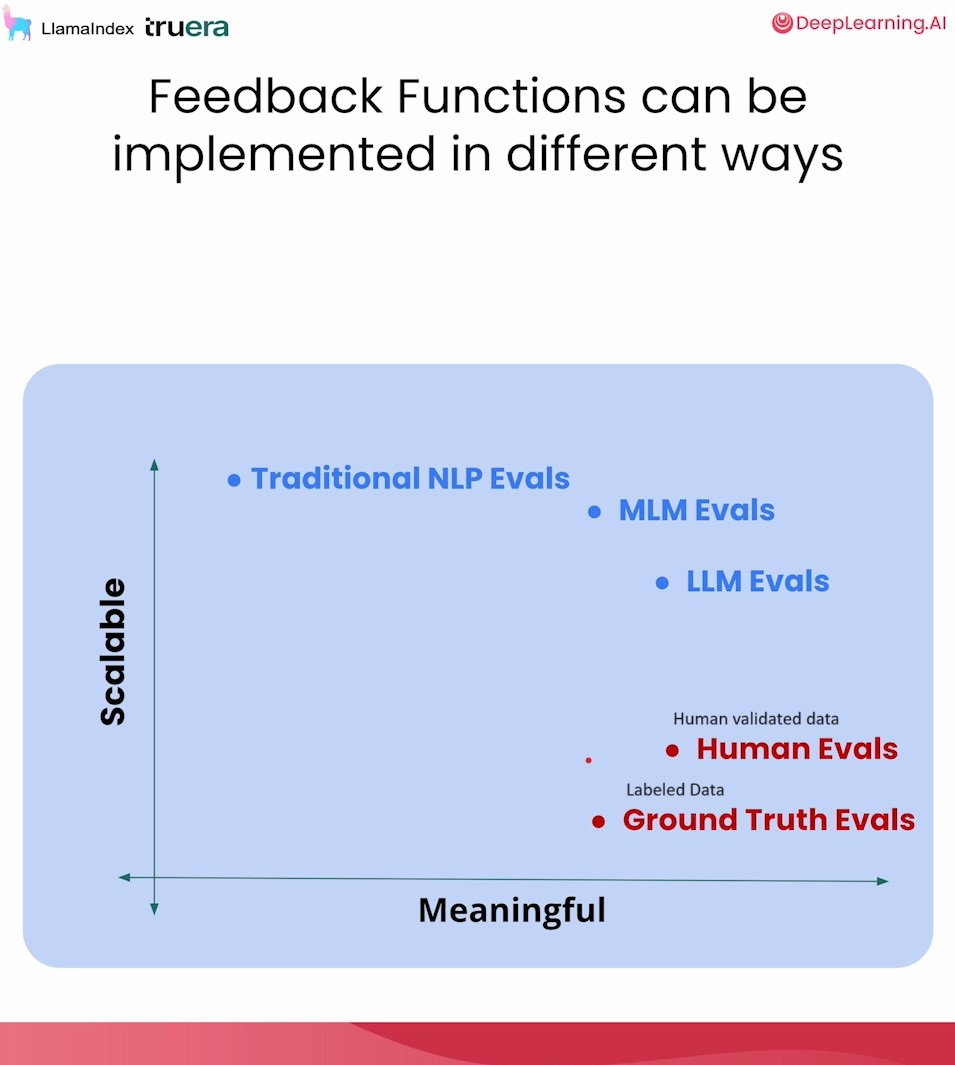 LlamaIndex truera
DeepLearning.AI
Feedback Functions can be
implemented in different ways
Traditional NLP Evals
MLM Evals
LLM Evals
Scalable
Human validated data
Human Evals
Labeled Data
Ground Truth Evals
Meaningful